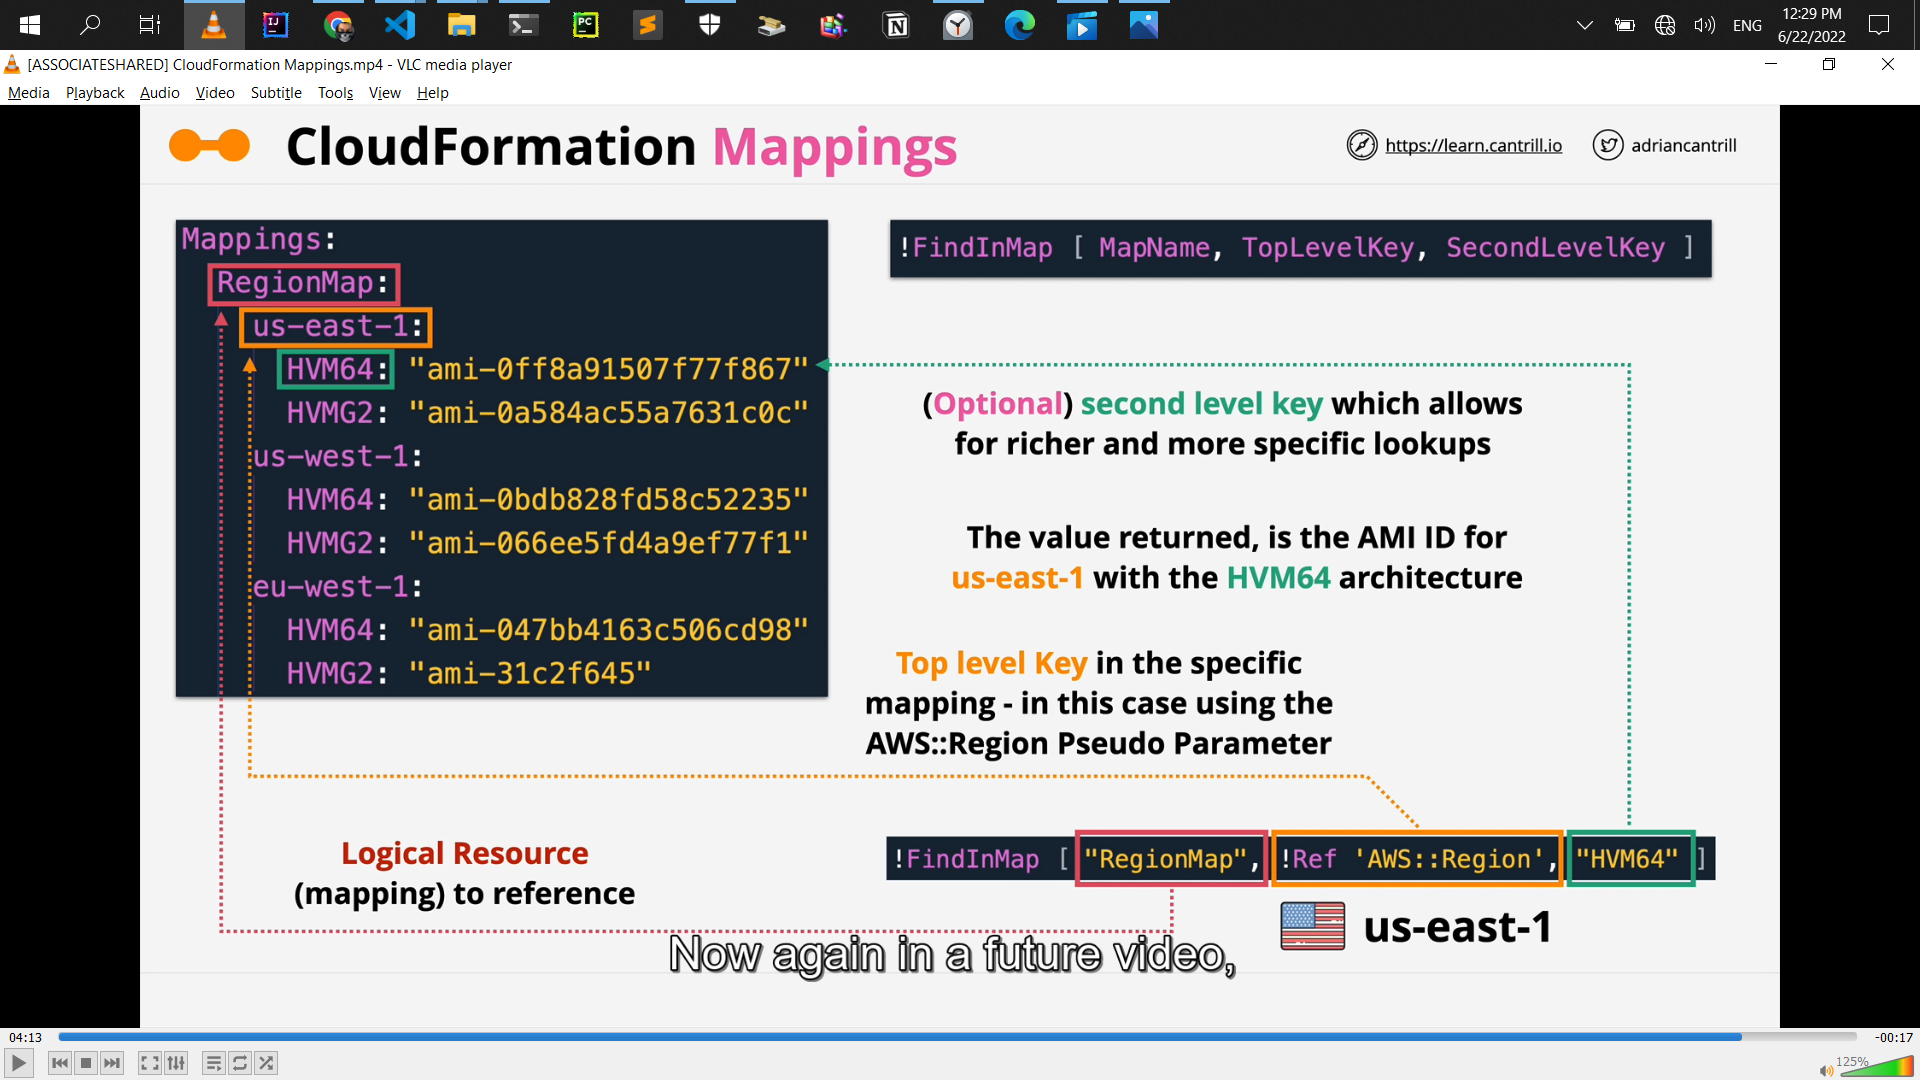 ENG
12:29 PM
6/22/2022
[ASSOCIATESHARED] CloudFormation Mappings.mp4 - VLC media player
Media Playback Audio Video Subtitle Tools View Help
CloudFormation Mappings
https://learn.cantrill.io
adriancantrill
Mappings:
RegionMap:
us-east-1:
HVM64: "ami-0ff8a91507f77f867"
HVMG2: "ami-0a584ac55a7631c0c"
us-west-1:
HVM64: "ami-0bdb828fd58c52235"
HVMG2: "ami-066ee5fd4a9ef77f1"
eu-west-1:
HVM64: "ami-047bb4163c506cd98"
HVMG2: "ami-31c2f645"
!FindInMap [ MapName, TopLevelKey, SecondLevelKey ]
(Optional) second level key which allows
for richer and more specific lookups
The value returned, is the AMI ID for
us-east-1 with the HVM64 architecture
Top level Key in the specific
mapping - in this case using the
AWS::Region Pseudo Parameter
Logical Resource
(mapping) to reference
!FindInMap [ "RegionMap", !Ref 'AWS::Region', "HVM64" ]
us-east-1
Now again in a future video,
04:13
-00:17
125%